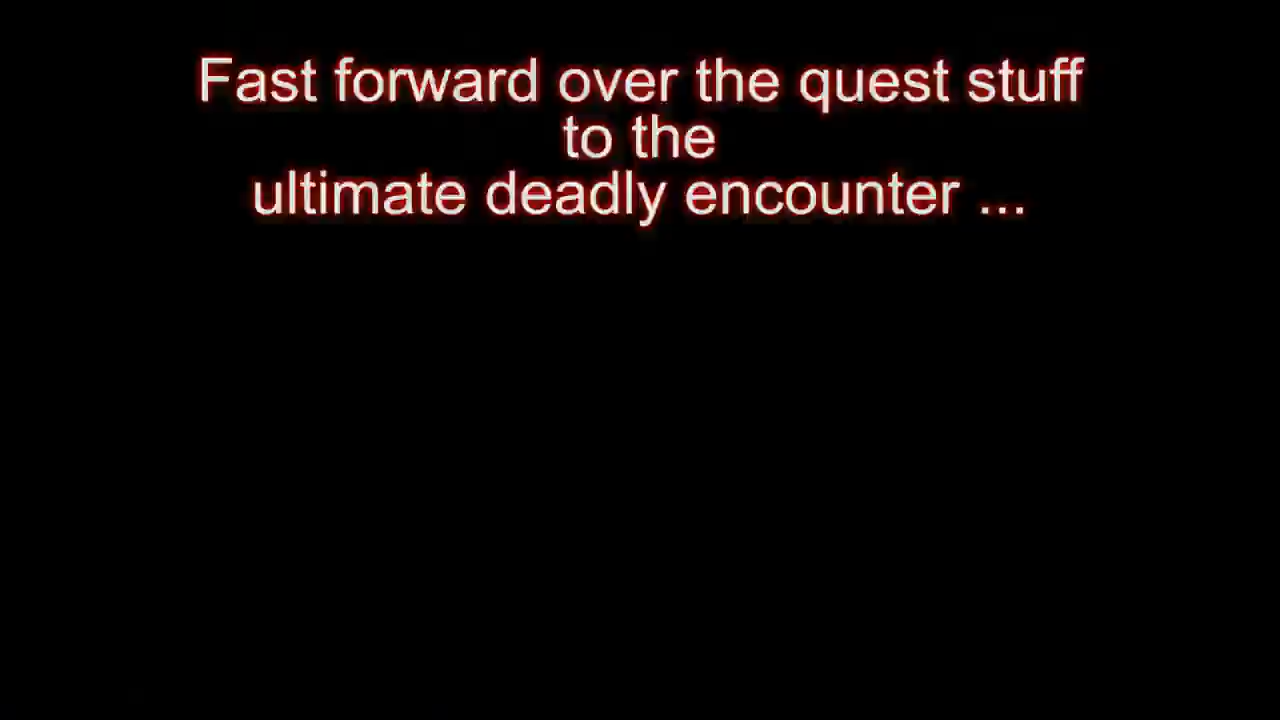 Fast forward over the quest stuff
to the
ultimate deadly encounter ...